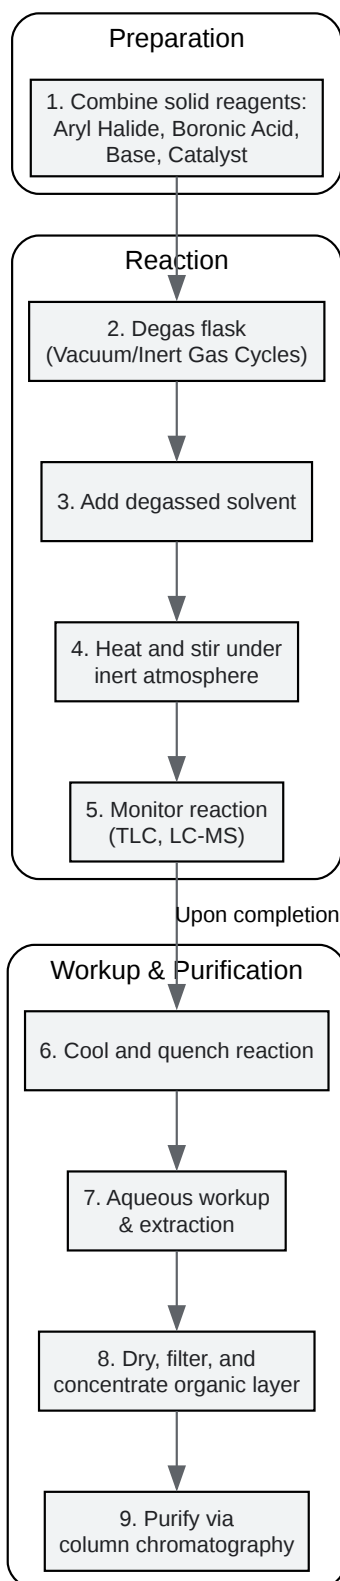 Preparation
1. Combine solid reagents:
Aryl Halide, Boronic Acid,
Base, Catalyst
Reaction
2. Degas flask
(Vacuum/Inert Gas Cycles)
3. Add degassed solvent
4. Heat and stir under
inert atmosphere
5. Monitor reaction
(TLC, LC-MS)
Upon completion
Workup & Purification
6. Cool and quench reaction
7. Aqueous workup
& extraction
8. Dry, filter, and
concentrate organic layer
9. Purify via
column chromatography